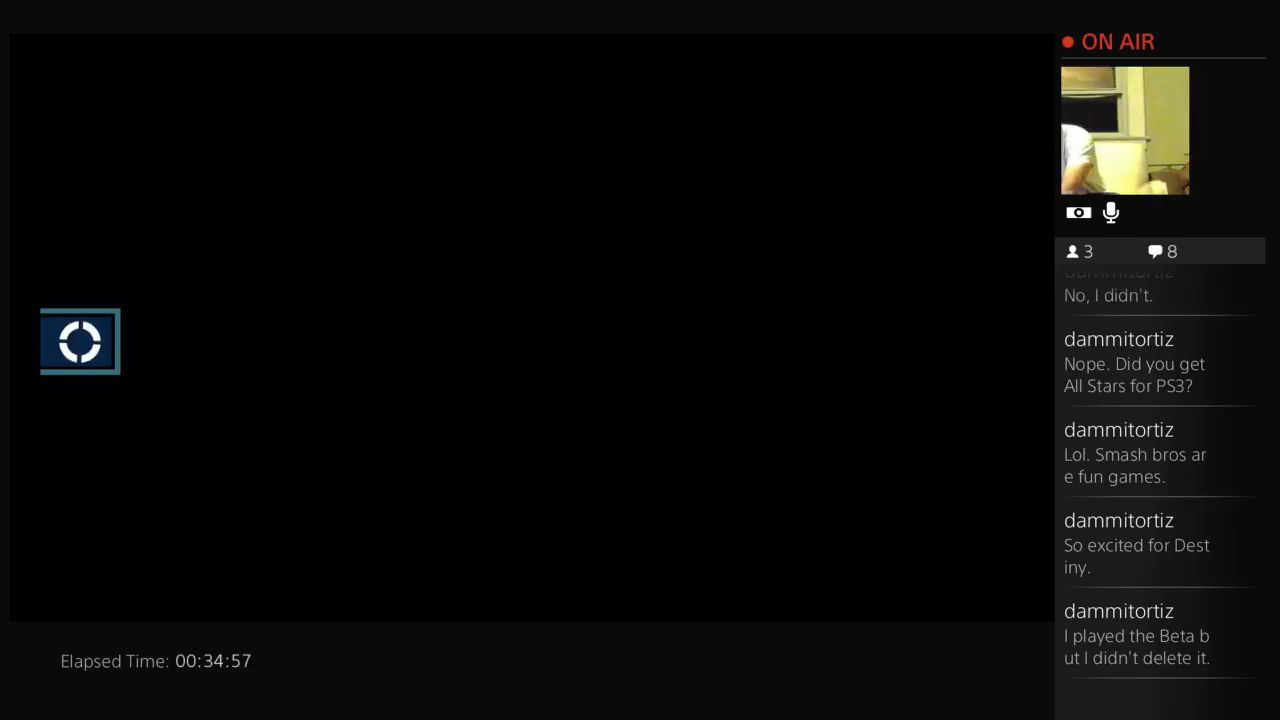 ON AIR
3 8
dammitortiz
No, I didn't.
dammitortiz
Nope. Did you get
All Stars for PS3?
dammitortiz
Lol. Smash bros ar
e fun games.
dammitortiz
So excited for Dest
iny.
dammitortiz
I played the Beta b
ut I didn't delete it.
Elapsed Time: 00:34:57